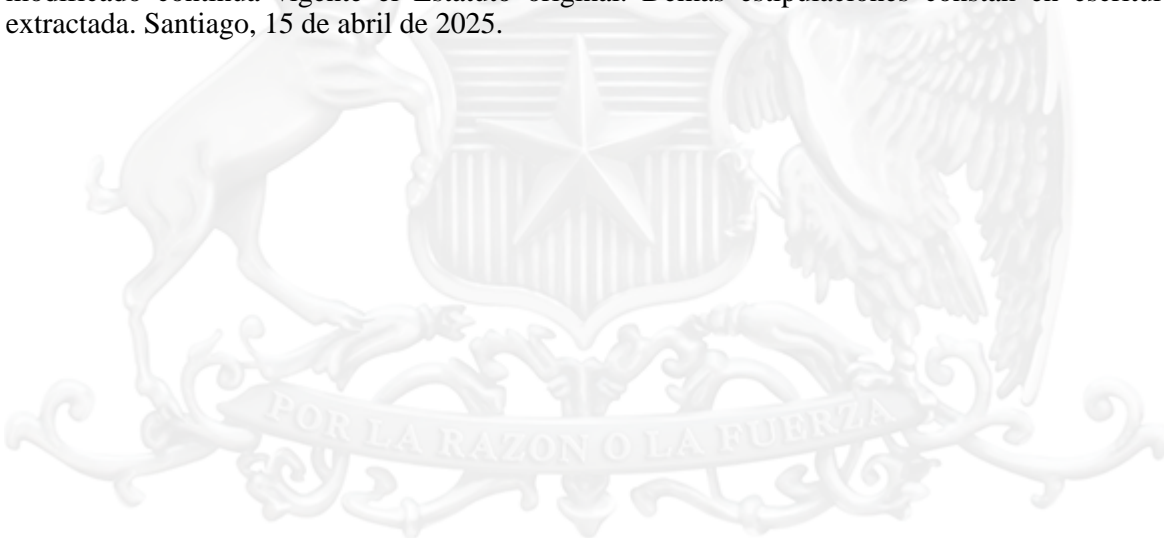 modificado continúa vigente el Estatuto original. Demás estipulaciones constan en escritur
extractada. Santiago, 15 de abril de 2025.
POR LA RAZON O LA FUERZA